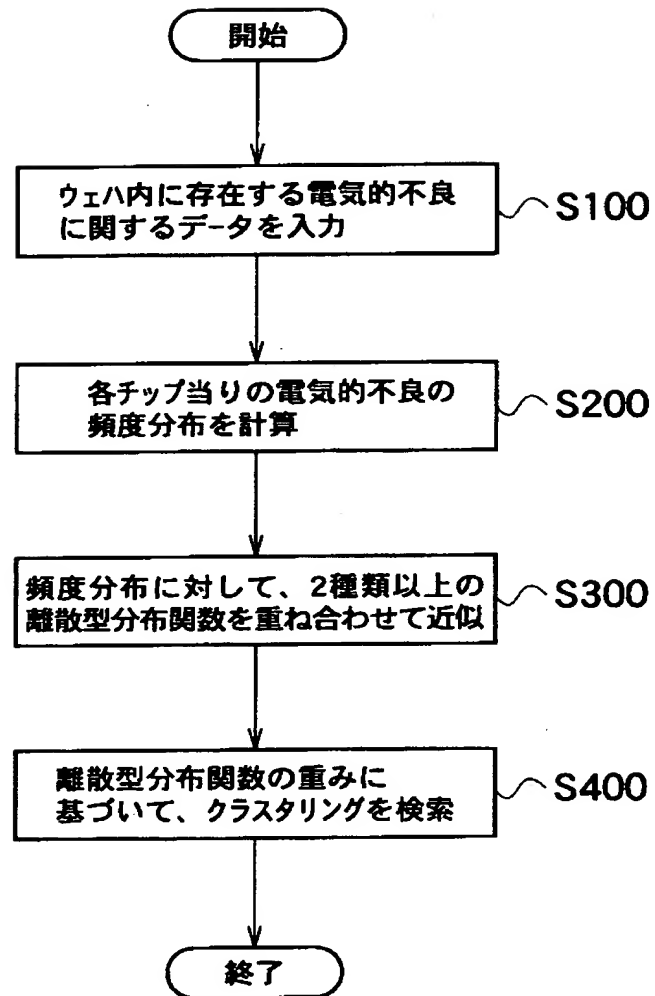 開始
ウェハ内に存在する電気的不良
に関するデータを入力
S100
各チップ当りの電気的不良の
頻度分布を計算
S200
頻度分布に対して、2種類以上の
離散型分布関数を重ね合わせて近似
S300
離散型分布関数の重みに
基づいて、クラスタリングを検索
S400
終了